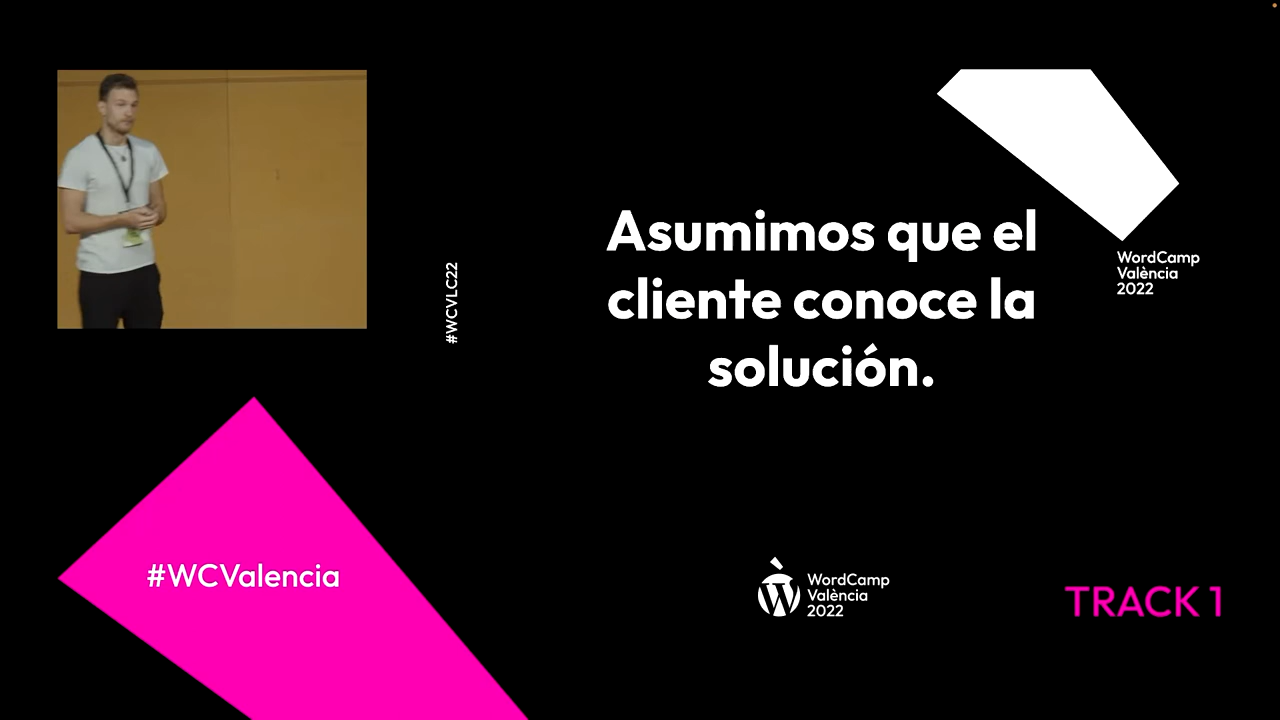 Asumimos que el
cliente conoce la
solución.
WordCamp
València
2022
#WCVLC22
#WCValencia
WordCamp
València
2022
TRACK 1